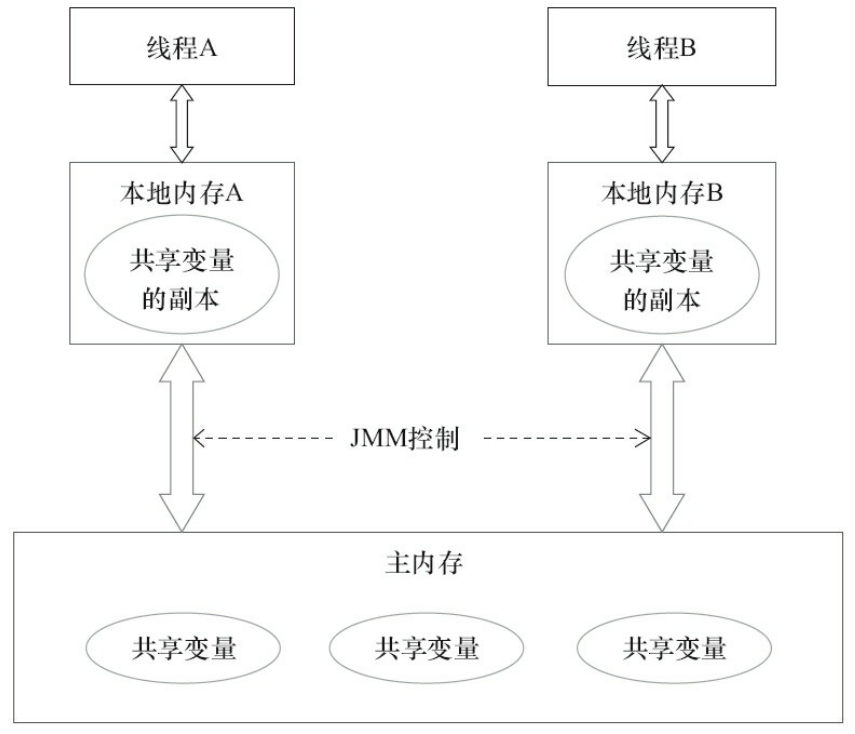 线程A
线程B
本地内存A
本地内存B
共享变量
的副本
共享变量
的副本
JMM控制
主内存
共享变量
共享变量
共享变量